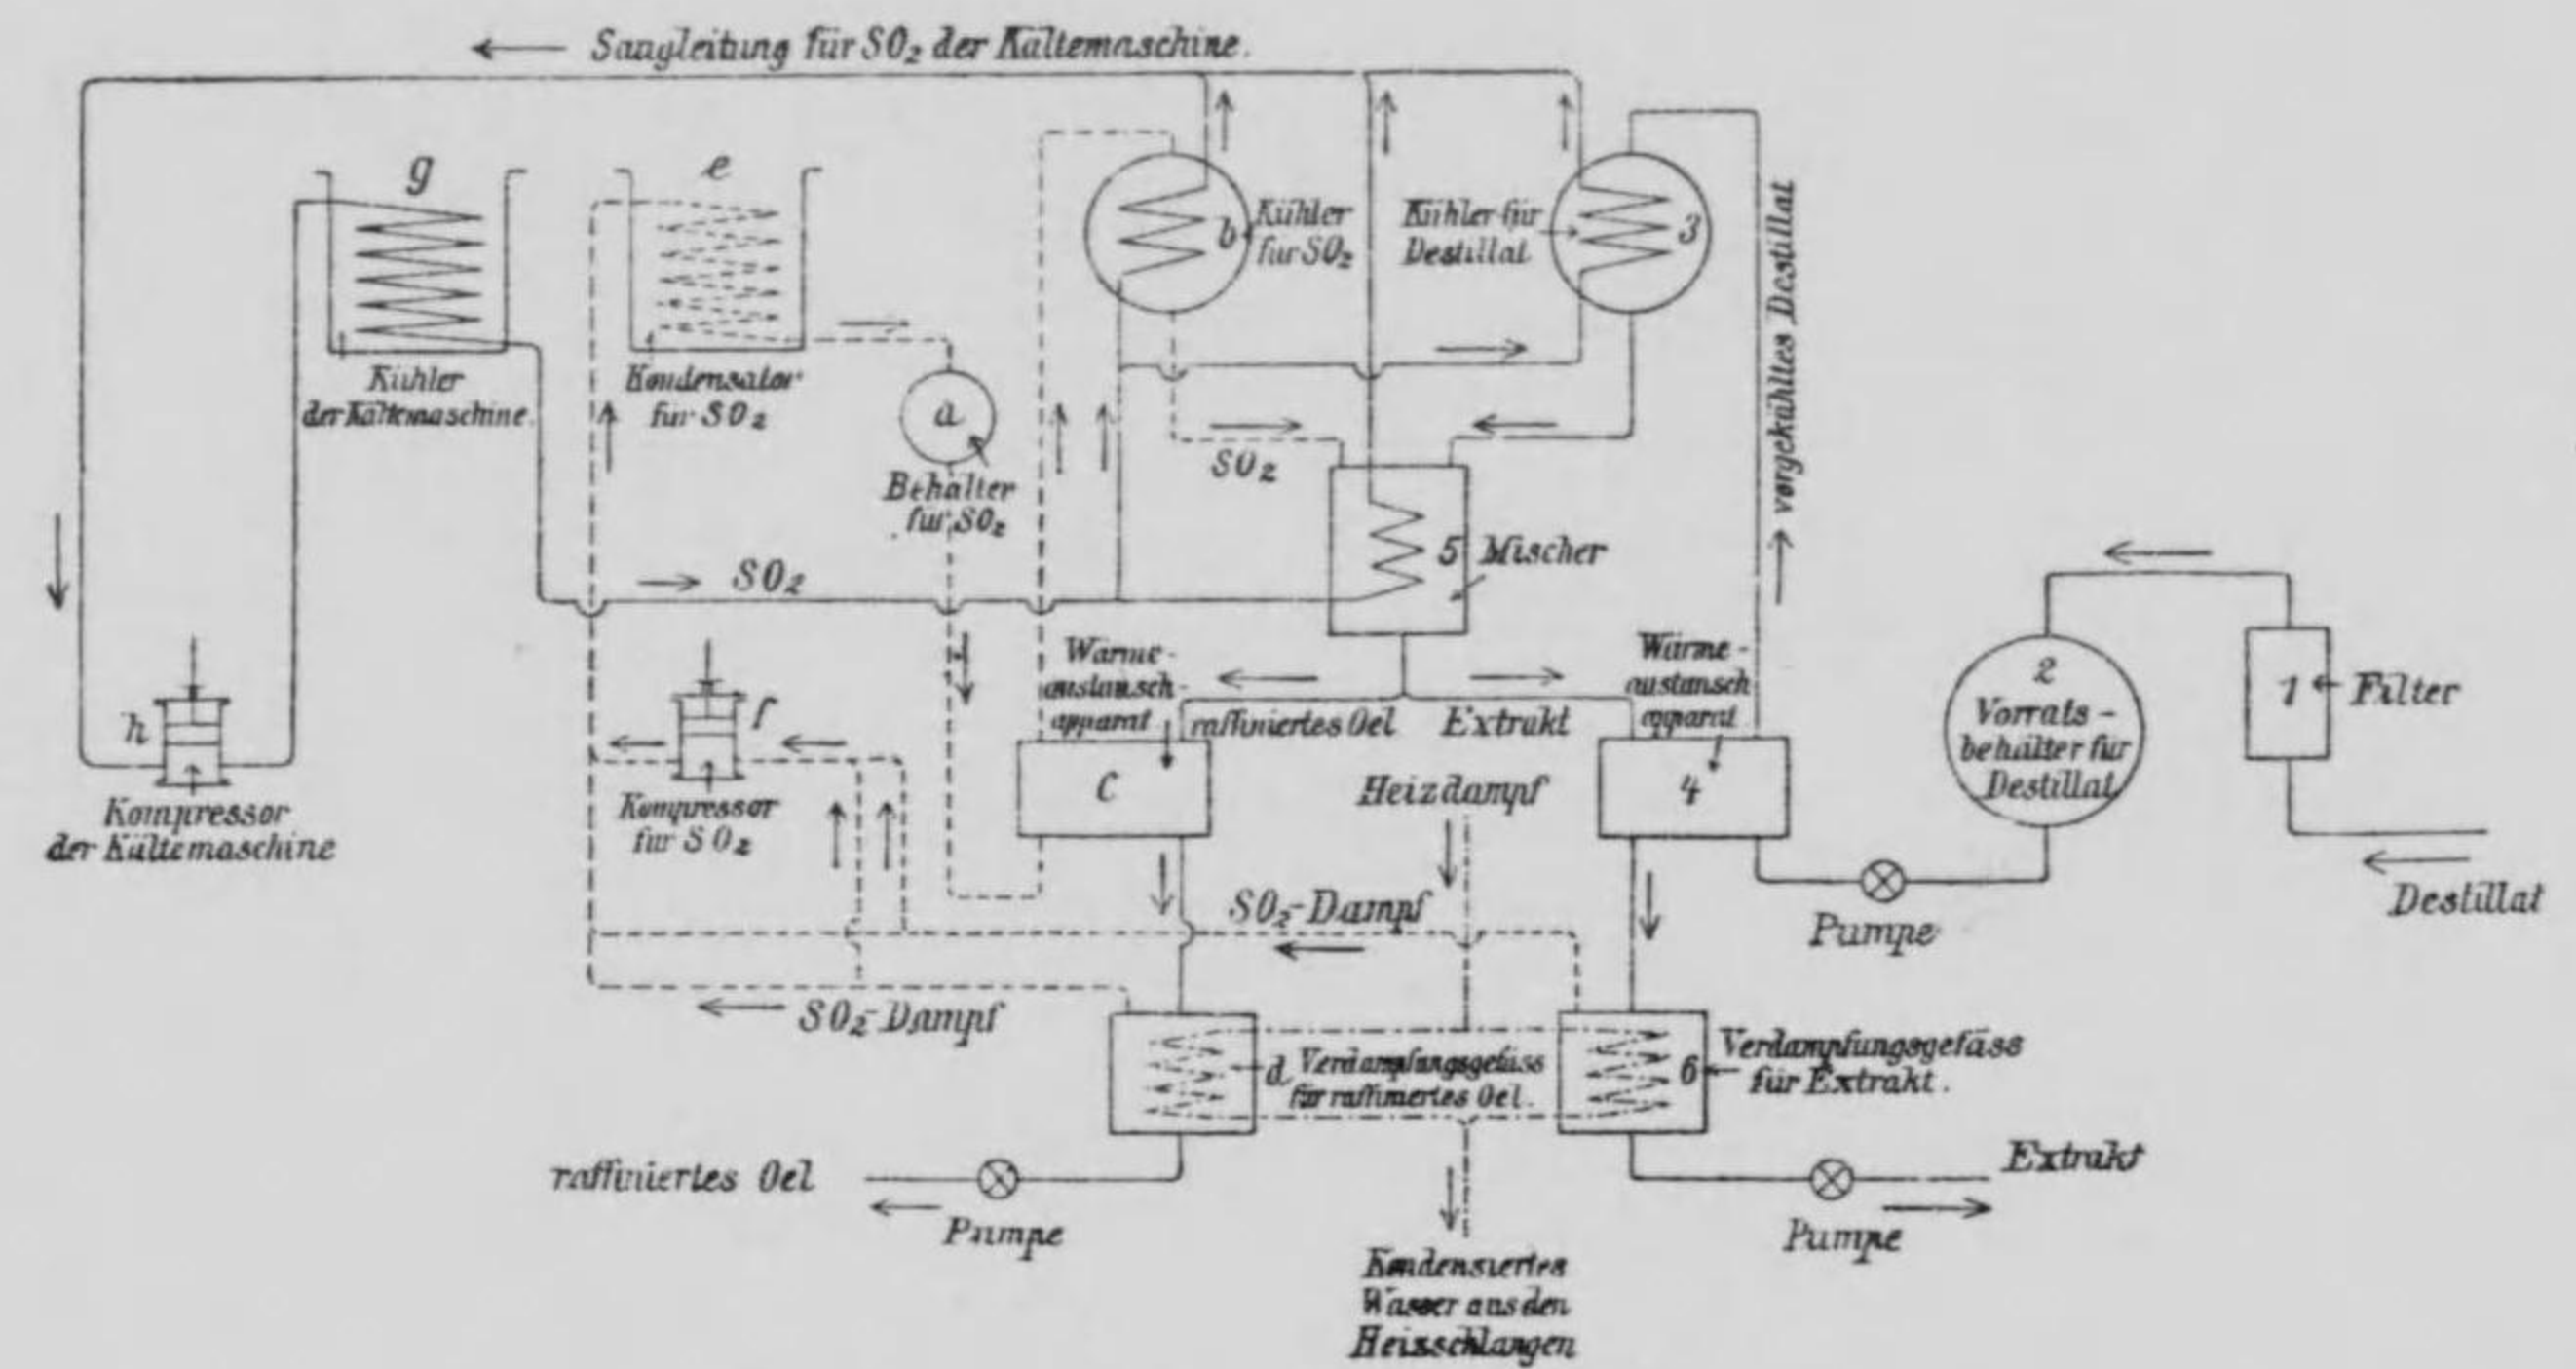 Saugleitung für SO₂ der Kältemaschine.
g
e
Kühler
der Kältemaschine.
Kondensator
für SO₂
a
Behälter
für SO₂
b
Kühler
für SO₂
Kühler für
Destillat
3
vorgekühltes Destillat
SO₂
SO₂
5 Mischer
h
Kompressor
der Kältemaschine
f
Kompressor
für SO₂
Wärme-
austausch-
apparat
raffiniertes Oel
Extrakt
Wärme-
austausch
apparat
C
4
2
Vorrats-
behälter für
Destillat
1
Filter
Destillat
Pumpe
Heizdampf
SO₂-Dampf
SO₂-Dampf
d Verdampfungsgefäss
für raffiniertes Oel.
6
Verdampfungsgefäss
für Extrakt.
raffiniertes Oel
Pumpe
Extrakt
Pumpe
Kondensiertes
Wasser aus den
Heizschlangen